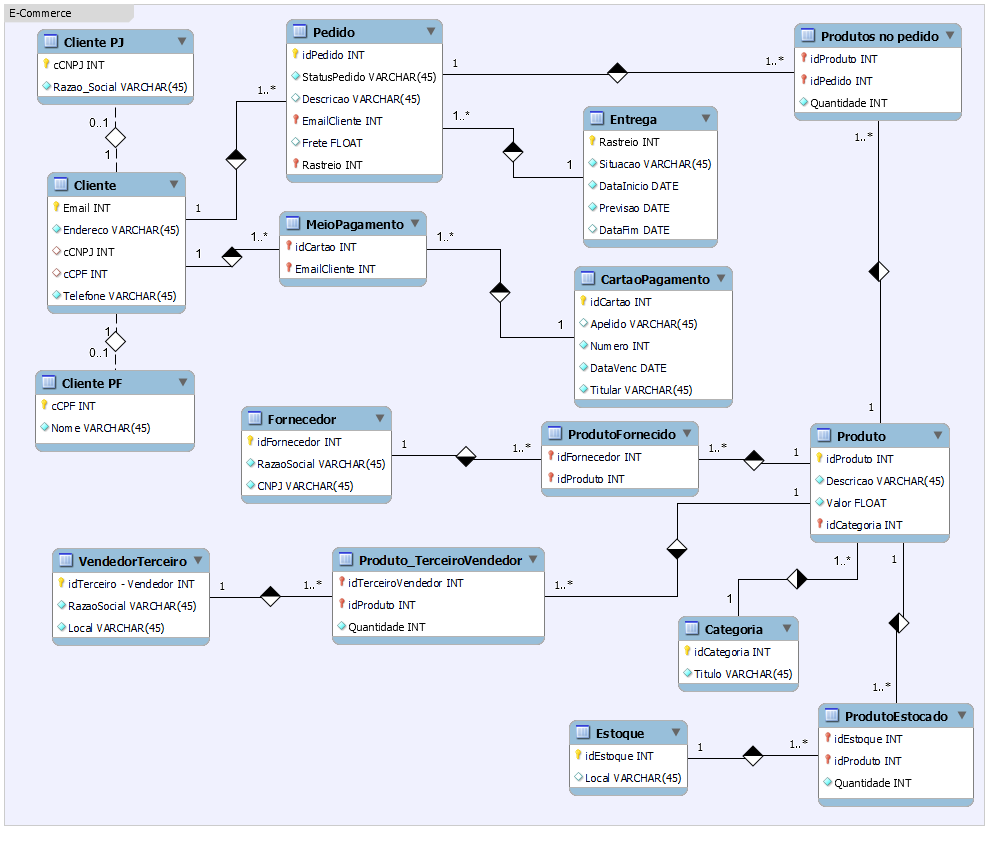 E-Commerce
Cliente PJ
cCNPJ INT
Razao_Social VARCHAR(45)
0..1
1
Cliente
Email INT
Endereco VARCHAR(45)
cCNPJ INT
cCPF INT
Telefone VARCHAR(45)
1
0..1
Cliente PF
cCPF INT
Nome VARCHAR(45)
1
1..*
Pedido
idPedido INT
StatusPedido VARCHAR(45)
Descricao VARCHAR(45)
EmailCliente INT
Frete FLOAT
Rastreio INT
1
1..*
Produtos no pedido
idProduto INT
idPedido INT
Quantidade INT
1..*
1
Entrega
Rastreio INT
Situacao VARCHAR(45)
DataInicio DATE
Previsao DATE
DataFim DATE
1
1..*
MeioPagamento
idCartao INT
EmailCliente INT
1..*
1
CartaoPagamento
idCartao INT
Apelido VARCHAR(45)
Numero INT
DataVenc DATE
Titular VARCHAR(45)
1..*
1
Fornecedor
idFornecedor INT
RazaoSocial VARCHAR(45)
CNPJ VARCHAR(45)
1
1..*
ProdutoFornecido
idFornecedor INT
idProduto INT
1..*
1
Produto
idProduto INT
Descricao VARCHAR(45)
Valor FLOAT
idCategoria INT
1
VendedorTerceiro
idTerceiro - Vendedor INT
RazaoSocial VARCHAR(45)
Local VARCHAR(45)
1
1..*
Produto_TerceiroVendedor
idTerceiroVendedor INT
idProduto INT
Quantidade INT
1..*
1..*
1
1
Categoria
idCategoria INT
Titulo VARCHAR(45)
1..*
Estoque
idEstoque INT
Local VARCHAR(45)
1
1..*
ProdutoEstocado
idEstoque INT
idProduto INT
Quantidade INT